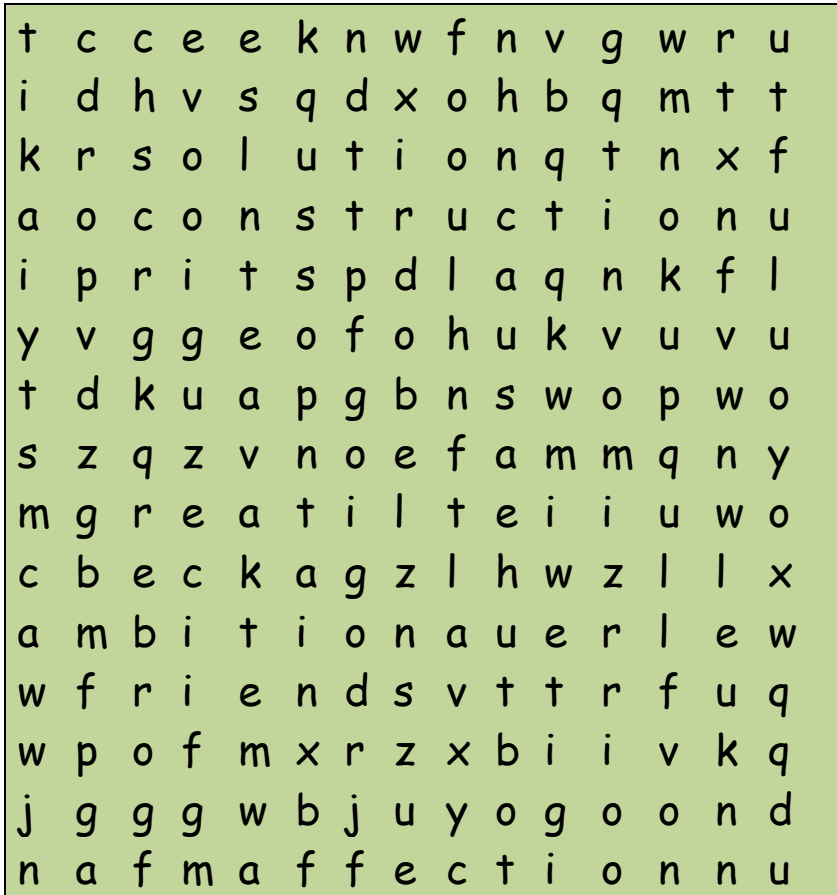 t c c e e k n w f n v g w r u
i d h v s q d x o h b q m t t
k r s o l u t i o n q t n x f
a o c o n s t r u c t i o n u
i p r i t s p d l a q n k f l
y v g g e o f o h u k v u v u
t d k u a p g b n s w o p w o
s z q z v n o e f a m m q n y
m g r e a t i l t e i i u w o
c b e c k a g z l h w z l l x
a m b i t i o n a u e r l e w
w f r i e n d s v t t r f u q
w p o f m x r z x b i i v k q
j g g g w b j u y o g o o n d
n a f m a f f e c t i o n n u